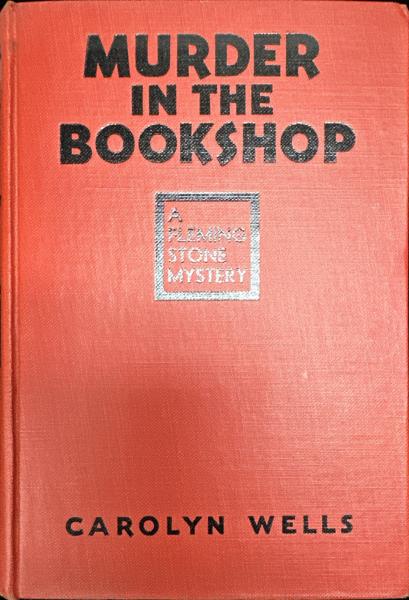 MURDER
IN THE
BOOKSHOP
A
FLEMING
STONE
MYSTERY
CAROLYN WELLS